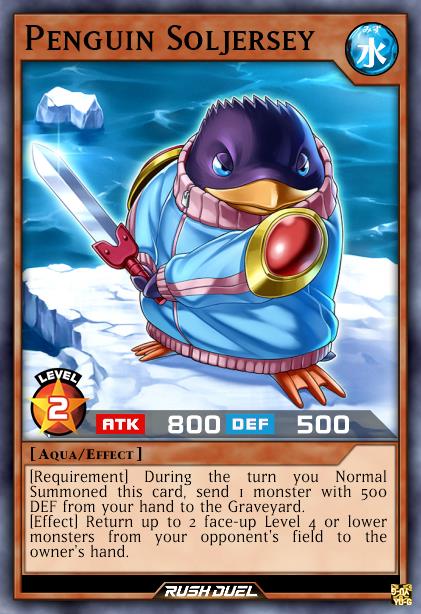 PENGUIN SOLJERSEY
みず
水
LEVEL
2
ATK 800 DEF 500
[AQUA/EFFECT]
[Requirement] During the turn you Normal
Summoned this card, send 1 monster with 500
DEF from your hand to the Graveyard.
[Effect] Return up to 2 face-up Level 4 or lower
monsters from your opponent's field to the
owner's hand.
RUSH DUEL